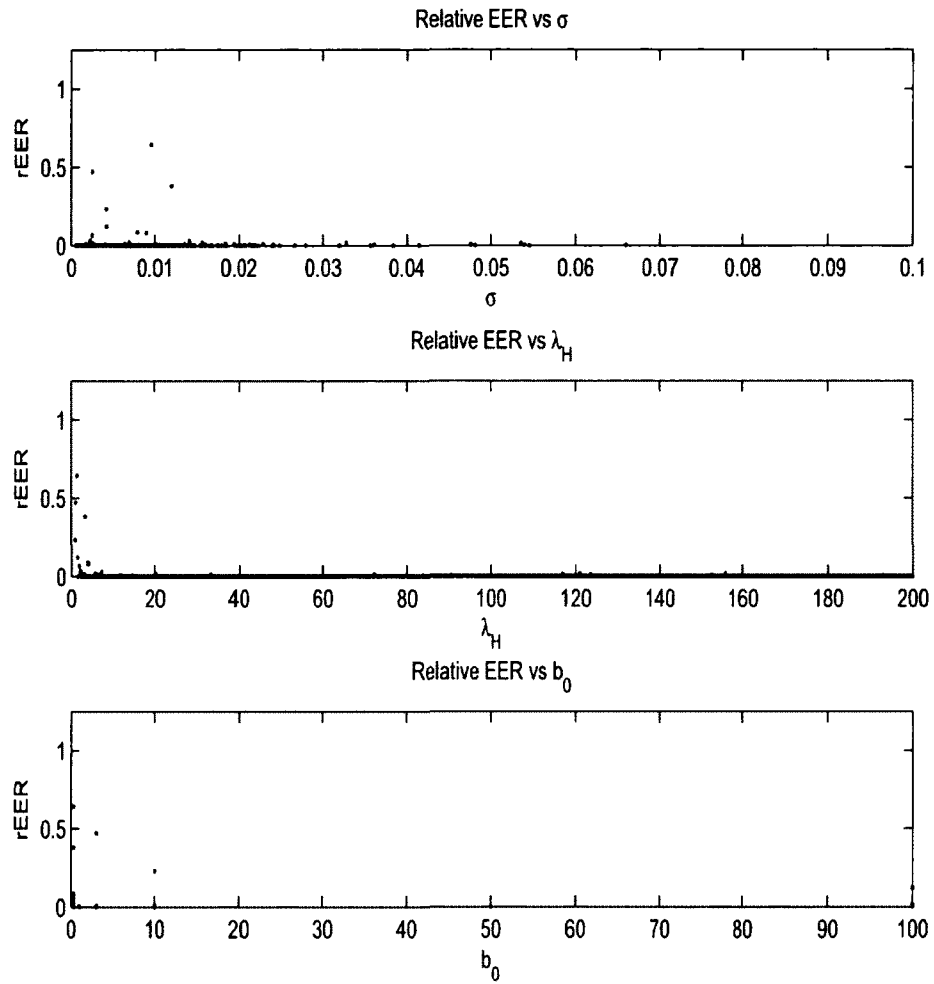 Relative EER vs σ
rEER
1
0.5
0
0 0.01 0.02 0.03 0.04 0.05 0.06 0.07 0.08 0.09 0.1
σ
Relative EER vs λ_H
rEER
1
0.5
0
0 20 40 60 80 100 120 140 160 180 200
λ_H
Relative EER vs b_0
rEER
1
0.5
0
0 10 20 30 40 50 60 70 80 90 100
b_0